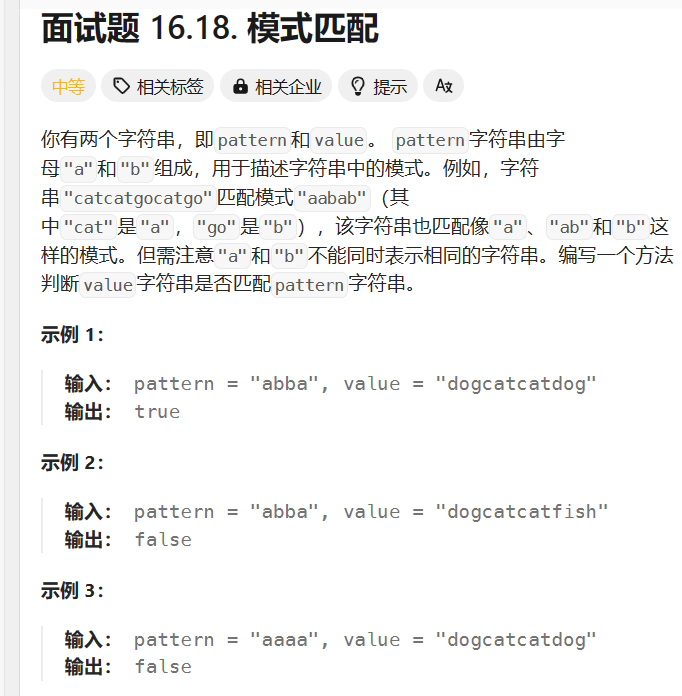 面试题 16.18. 模式匹配
中等 相关标签 相关企业 提示
你有两个字符串，即pattern和value。 pattern字符串由字
母"a"和"b"组成，用于描述字符串中的模式。例如，字符
串"catcatgocatgo"匹配模式"aabab"（其
中"cat"是"a"，"go"是"b"），该字符串也匹配像"a"、"ab"和"b"这
样的模式。但需注意"a"和"b"不能同时表示相同的字符串。编写一个方法
判断value字符串是否匹配pattern字符串。
示例 1：
输入： pattern = "abba", value = "dogcatcatdog"
输出： true
示例 2：
输入： pattern = "abba", value = "dogcatcatfish"
输出： false
示例 3：
输入： pattern = "aaaa", value = "dogcatcatdog"
输出： false